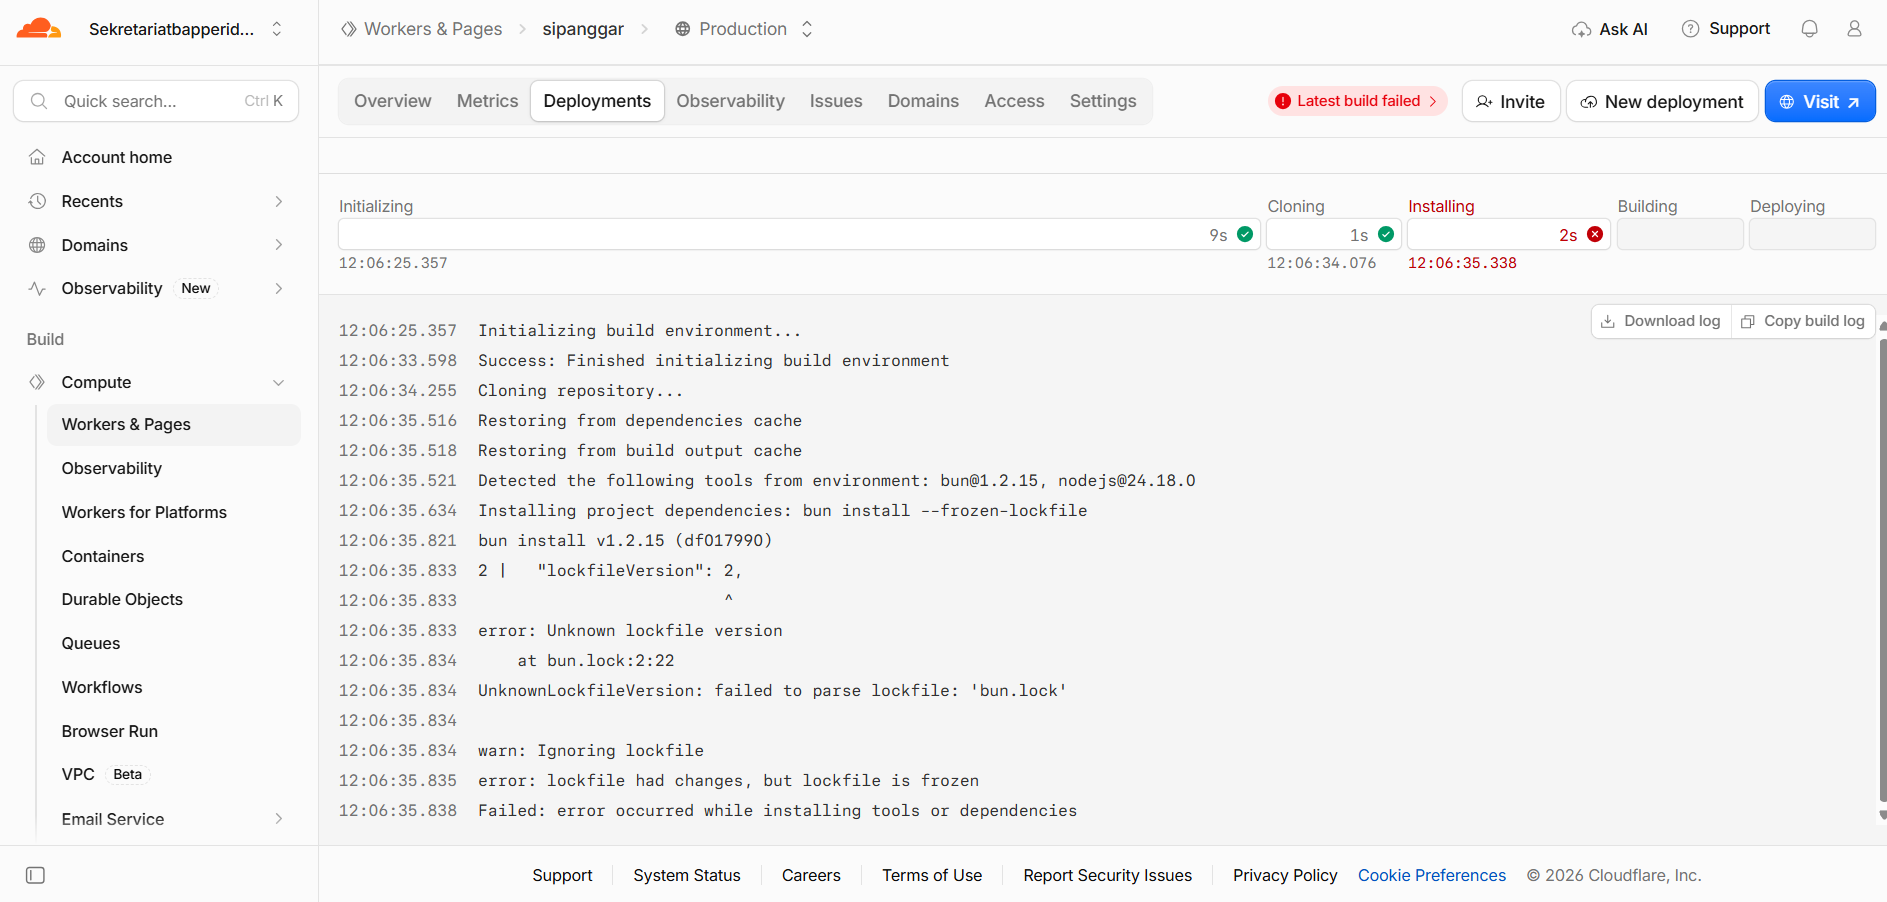 Sekretariatbapperid...
Workers & Pages
sipanggar
Production
Ask AI
Support
Quick search...
Ctrl K
Overview
Metrics
Deployments
Observability
Issues
Domains
Access
Settings
Latest build failed
Invite
New deployment
Visit
Account home
Recents
Domains
Observability
New
Build
Compute
Workers & Pages
Observability
Workers for Platforms
Containers
Durable Objects
Queues
Workflows
Browser Run
VPC
Beta
Email Service
Initializing
Cloning
Installing
Building
Deploying
9s
1s
2s
12:06:25.357
12:06:34.076
12:06:35.338
Download log
Copy build log
12:06:25.357 Initializing build environment...
12:06:33.598 Success: Finished initializing build environment
12:06:34.255 Cloning repository...
12:06:35.516 Restoring from dependencies cache
12:06:35.518 Restoring from build output cache
12:06:35.521 Detected the following tools from environment: bun@1.2.15, nodejs@24.18.0
12:06:35.634 Installing project dependencies: bun install --frozen-lockfile
12:06:35.821 bun install v1.2.15 (df017990)
12:06:35.833 2 | "lockfileVersion": 2,
12:06:35.833 ^
12:06:35.833 error: Unknown lockfile version
12:06:35.834 at bun.lock:2:22
12:06:35.834 UnknownLockfileVersion: failed to parse lockfile: 'bun.lock'
12:06:35.834
12:06:35.834 warn: Ignoring lockfile
12:06:35.835 error: lockfile had changes, but lockfile is frozen
12:06:35.838 Failed: error occurred while installing tools or dependencies
Support
System Status
Careers
Terms of Use
Report Security Issues
Privacy Policy
Cookie Preferences
© 2026 Cloudflare, Inc.